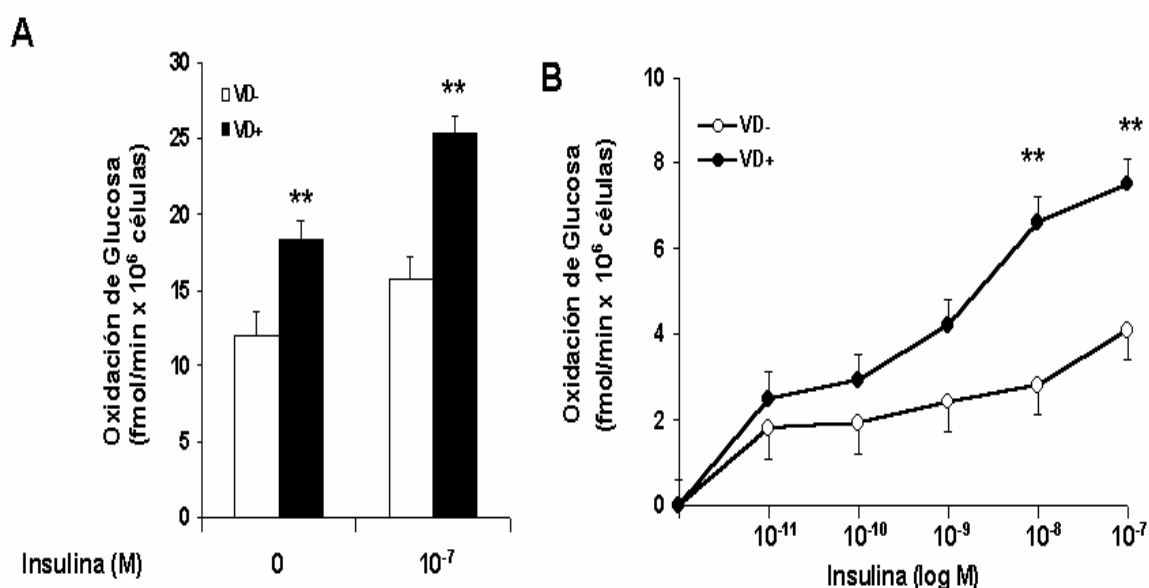 A
Oxidación de Glucosa
(fmol/min x 10⁶ células)
30
25
20
15
10
5
0
VD-
VD+
**
**
Insulina (M)
0
10⁻⁷
B
Oxidación de Glucosa
(fmol/min x 10⁶ células)
10
8
6
4
2
0
VD-
VD+
**
**
10⁻¹¹
10⁻¹⁰
10⁻⁹
10⁻⁸
10⁻⁷
Insulina (log M)